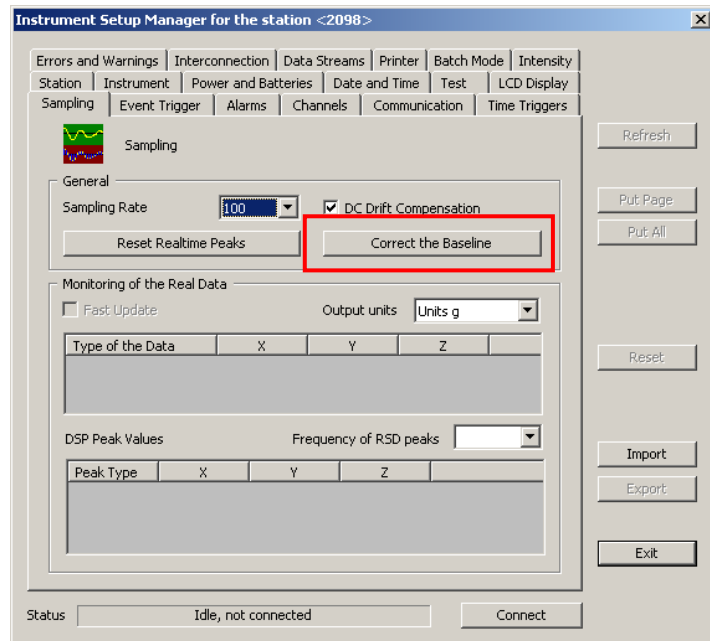 Instrument Setup Manager for the station <2098>
Errors and Warnings Interconnection Data Streams Printer Batch Mode Intensity
Station Instrument Power and Batteries Date and Time Test LCD Display
Sampling Event Trigger Alarms Channels Communication Time Triggers
Sampling
Refresh
General
Sampling Rate 100 DC Drift Compensation
Put Page
Reset Realtime Peaks Correct the Baseline
Put All
Monitoring of the Real Data
Fast Update Output units Units g
Type of the Data X Y Z
Reset
DSP Peak Values Frequency of RSD peaks
Import
Peak Type X Y Z
Export
Exit
Status Idle, not connected Connect